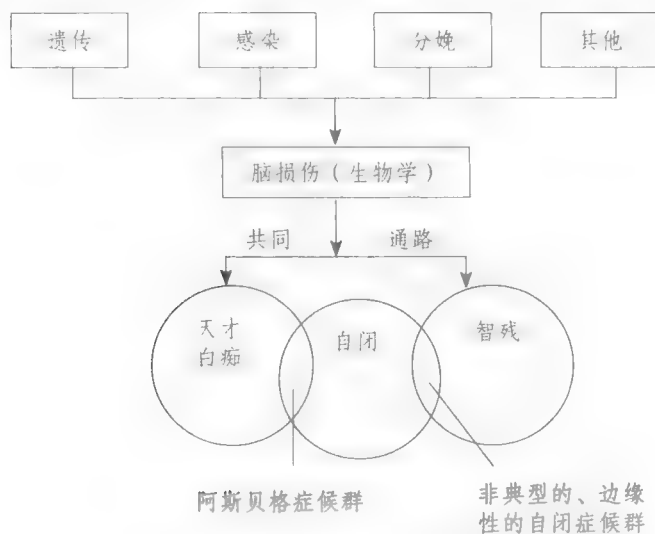 遗传 感染 分娩 其他
脑损伤（生物学）
共同 通路
天才
白痴
自闭
智残
阿斯贝格症候群
非典型的、边缘
性的自闭症候群